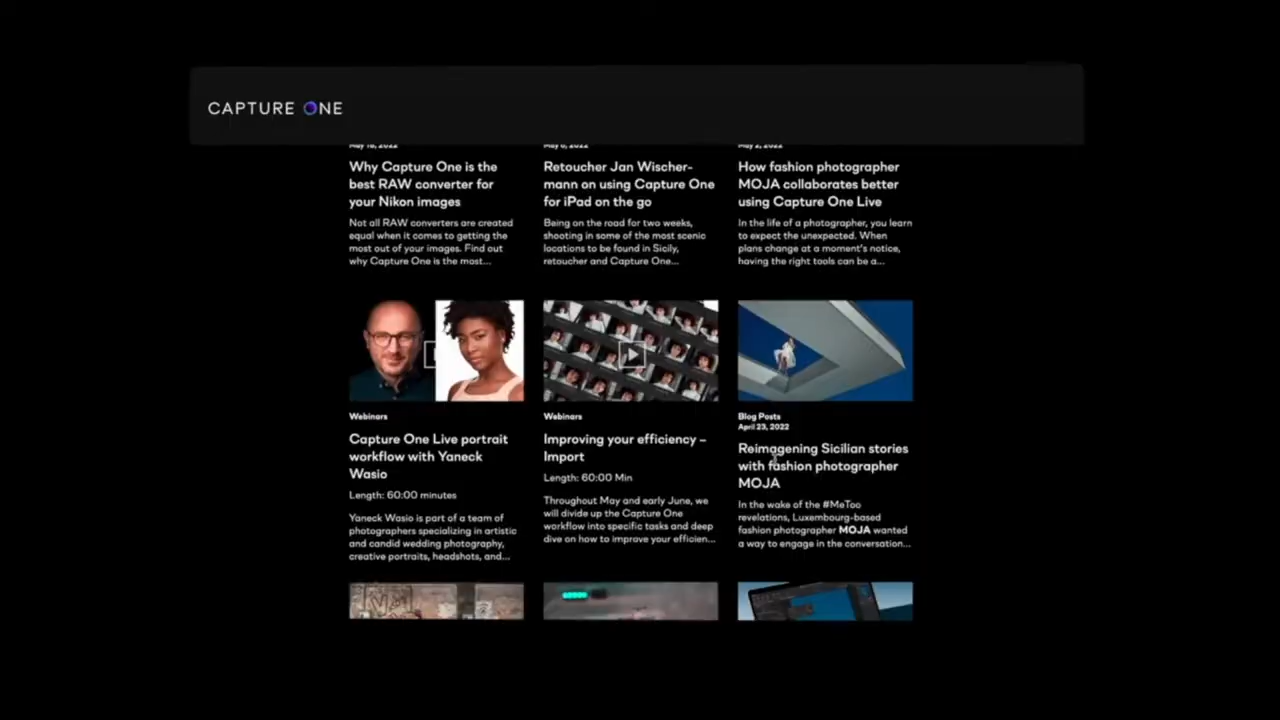 CAPTURE ONE
May 16, 2022
Why Capture One is the
best RAW converter for
your Nikon images
Not all RAW converters are created
equal when it comes to getting the
most out of your images. Find out
why Capture One is the most...
May 6, 2022
Retoucher Jan Wischer-
mann on using Capture One
for iPad on the go
Being on the road for two weeks,
shooting in some of the most scenic
locations to be found in Sicily,
retoucher and Capture One...
May 2, 2022
How fashion photographer
MOJA collaborates better
using Capture One Live
In the life of a photographer, you learn
to expect the unexpected. When
plans change at a moment's notice,
having the right tools can be a...
Webinars
Capture One Live portrait
workflow with Yaneck
Wasio
Length: 60:00 minutes
Yaneck Wasio is part of a team of
photographers specializing in artistic
and candid wedding photography,
creative portraits, headshots, and...
Webinars
Improving your efficiency –
Import
Length: 60:00 Min
Throughout May and early June, we
will divide up the Capture One
workflow into specific tasks and deep
dive on how to improve your efficien...
Blog Posts
April 23, 2022
Reimagening Sicilian stories
with fashion photographer
MOJA
In the wake of the #MeToo
revelations, Luxembourg-based
fashion photographer MOJA wanted
a way to engage in the conversation...